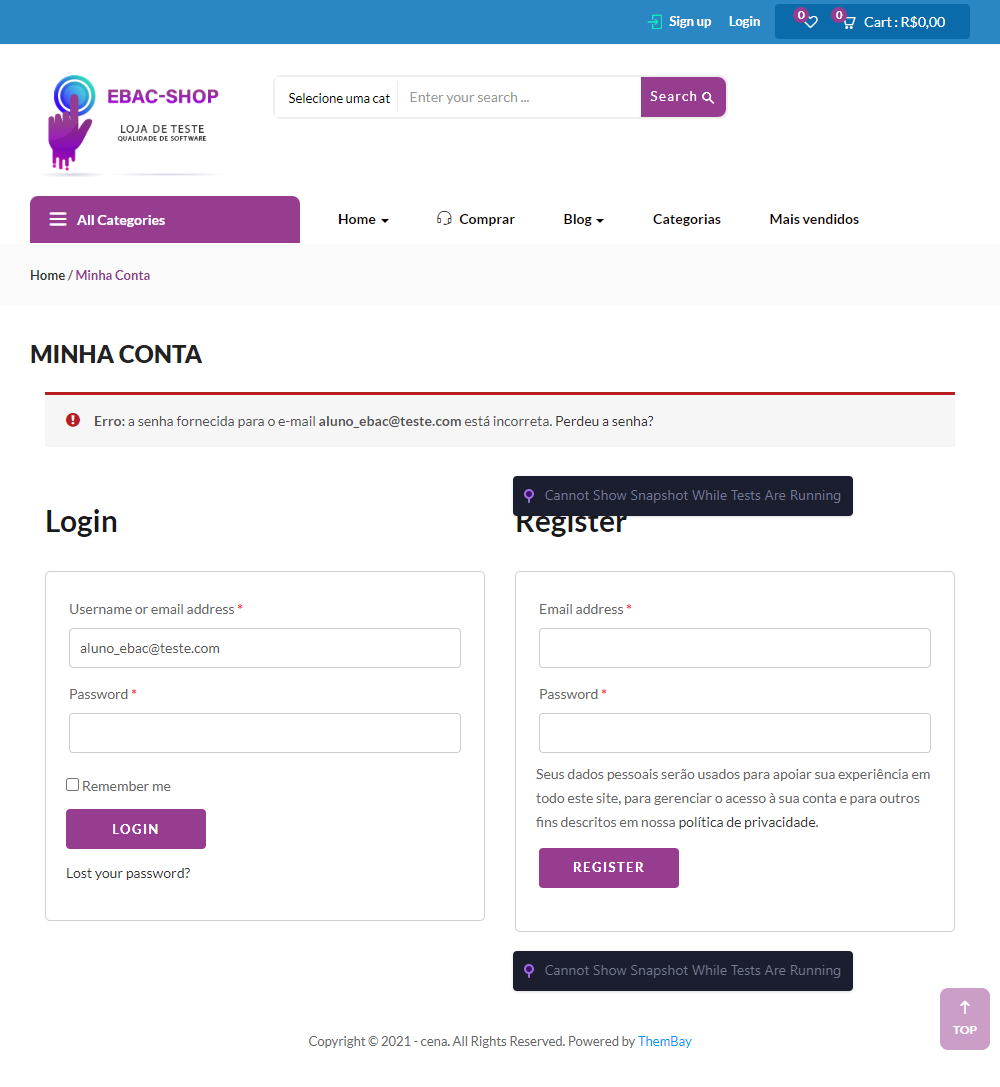 Sign up
Login
0
0
Cart : R$0,00
EBAC-SHOP
LOJA DE TESTE
QUALIDADE DE SOFTWARE
Selecione uma cat
Enter your search ...
Search
All Categories
Home
Comprar
Blog
Categorias
Mais vendidos
Home / Minha Conta
MINHA CONTA
Erro: a senha fornecida para o e-mail aluno_ebac@teste.com está incorreta. Perdeu a senha?
Cannot Show Snapshot While Tests Are Running
Login
Register
Username or email address *
aluno_ebac@teste.com
Password *
Remember me
LOGIN
Lost your password?
Email address *
Password *
Seus dados pessoais serão usados para apoiar sua experiência em
todo este site, para gerenciar o acesso à sua conta e para outros
fins descritos em nossa política de privacidade.
REGISTER
Cannot Show Snapshot While Tests Are Running
TOP
Copyright © 2021 - cena. All Rights Reserved. Powered by ThemBay